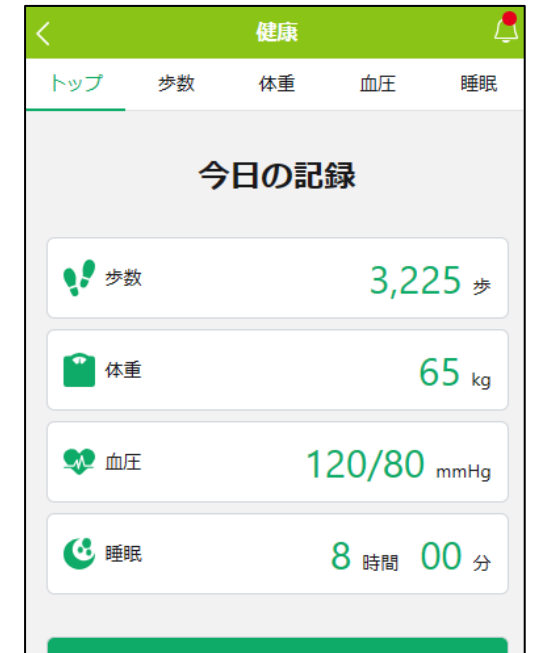 健康
トップ 歩数 体重 血圧 睡眠
今日の記録
歩数 3,225 歩
体重 65 kg
血圧 120/80 mmHg
睡眠 8 時間 00 分